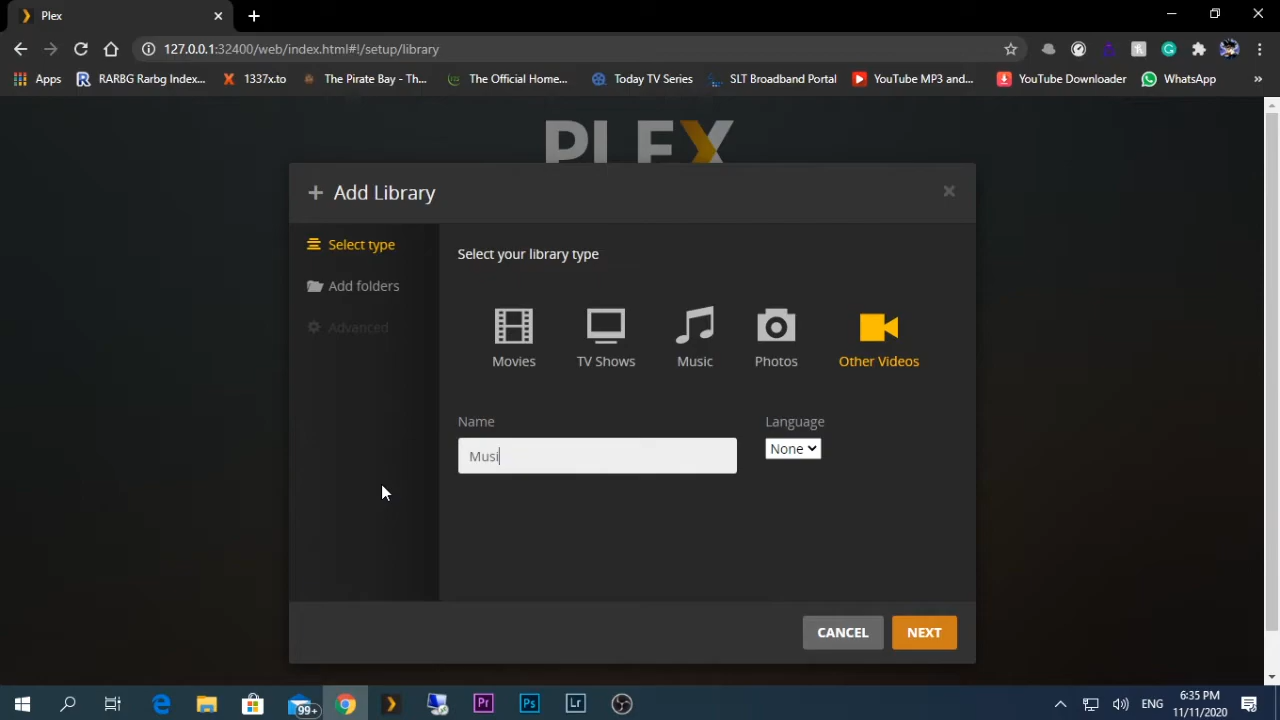 Plex
127.0.0.1:32400/web/index.html#!/setup/library
Apps
RARBG Rarbg Index...
1337x.to
The Pirate Bay - Th...
The Official Home...
Today TV Series
SLT Broadband Portal
YouTube MP3 and...
YouTube Downloader
WhatsApp
»
PLEX
+ Add Library
Select type
Add folders
Advanced
Select your library type
Movies
TV Shows
Music
Photos
Other Videos
Name
Language
Musi
None
CANCEL
NEXT
99+
Pr
Ps
Lr
ENG
6:35 PM
11/11/2020